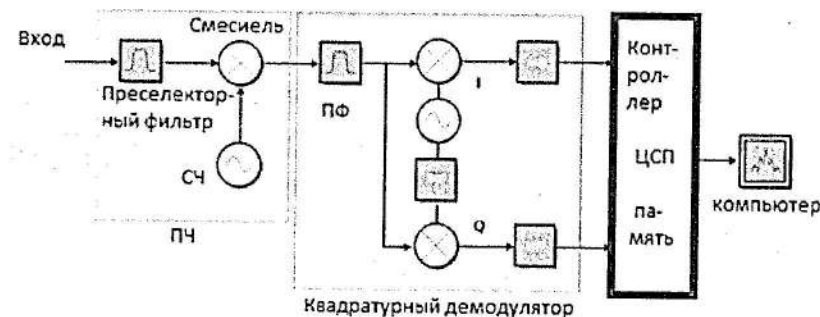 Вход
Смесиель
Преселектор-
ный фильтр
СЧ
ПЧ
ПФ
I
Q
Квадратурный демодулятор
Конт-
рол-
лер
ЦСП
па-
мять
компьютер